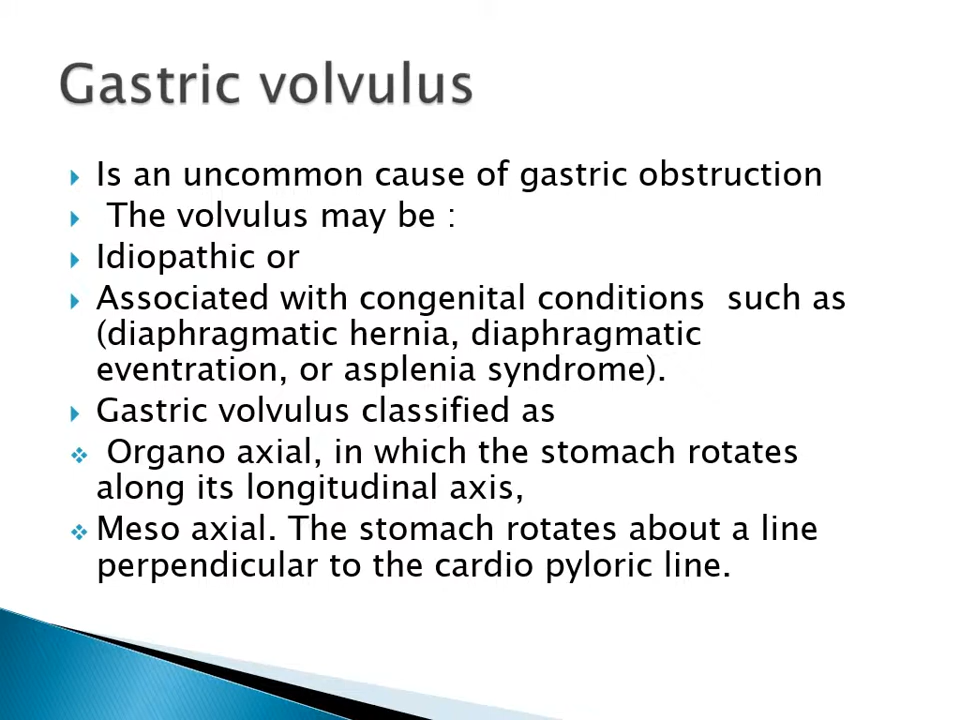 Gastric volvulus
Is an uncommon cause of gastric obstruction
The volvulus may be :
Idiopathic or
Associated with congenital conditions such as
(diaphragmatic hernia, diaphragmatic
eventration, or asplenia syndrome).
Gastric volvulus classified as
Organo axial, in which the stomach rotates
along its longitudinal axis,
Meso axial. The stomach rotates about a line
perpendicular to the cardio pyloric line.